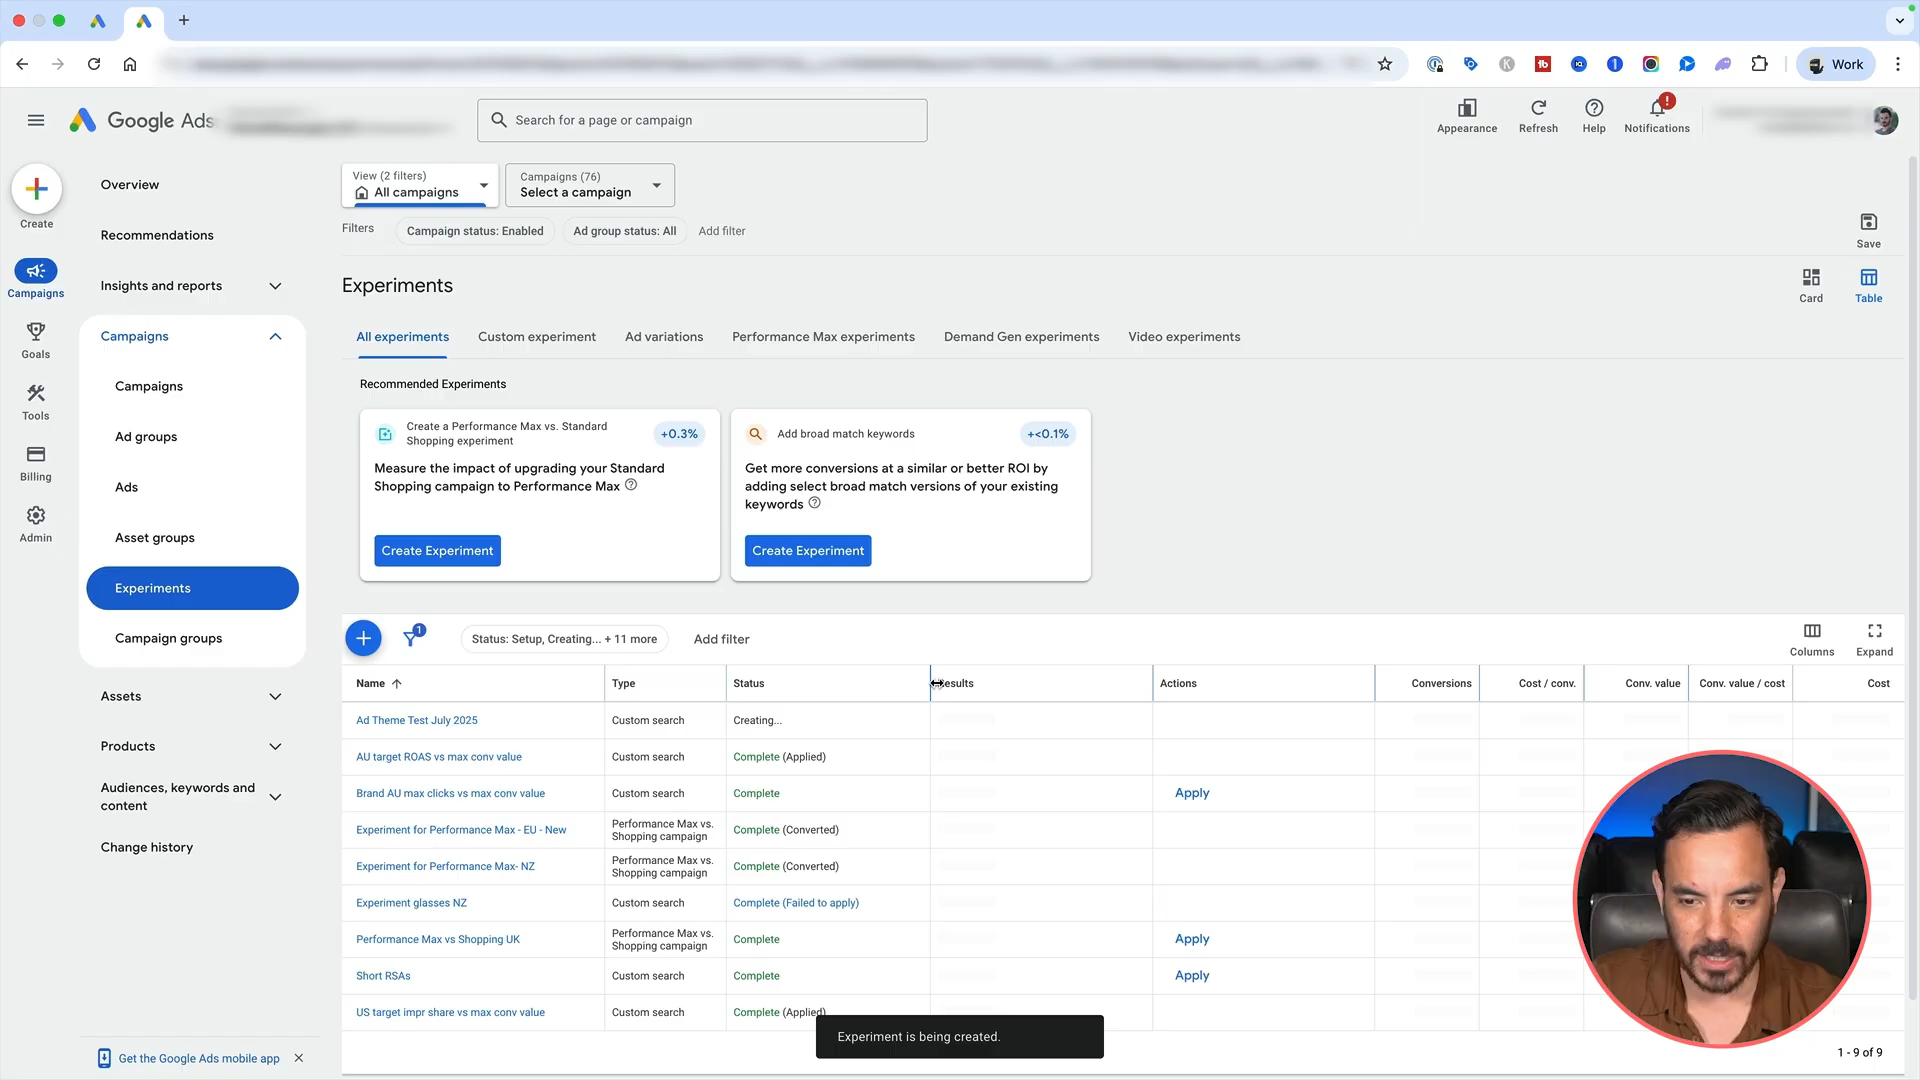 Work
Google Ads
Search for a page or campaign
Appearance
Refresh
Help
Notifications
Create
Campaigns
Goals
Tools
Billing
Admin
Overview
Recommendations
Insights and reports
Campaigns
Campaigns
Ad groups
Ads
Asset groups
Experiments
Campaign groups
Assets
Products
Audiences, keywords and
content
Change history
Get the Google Ads mobile app
View (2 filters)
All campaigns
Campaigns (76)
Select a campaign
Filters
Campaign status: Enabled
Ad group status: All
Add filter
Save
Experiments
Card
Table
All experiments
Custom experiment
Ad variations
Performance Max experiments
Demand Gen experiments
Video experiments
Recommended Experiments
Create a Performance Max vs. Standard
Shopping experiment
+0.3%
Measure the impact of upgrading your Standard
Shopping campaign to Performance Max
Create Experiment
Add broad match keywords
+<0.1%
Get more conversions at a similar or better ROI by
adding select broad match versions of your existing
keywords
Create Experiment
1
Status: Setup, Creating... + 11 more
Add filter
Columns
Expand
Name
Type
Status
Actions
Conversions
Cost / conv.
Conv. value
Conv. value / cost
Cost
Ad Theme Test July 2025
Custom search
Creating...
AU target ROAS vs max conv value
Custom search
Complete (Applied)
Brand AU max clicks vs max conv value
Custom search
Complete
Apply
Experiment for Performance Max - EU - New
Performance Max vs.
Shopping campaign
Complete (Converted)
Experiment for Performance Max- NZ
Performance Max vs.
Shopping campaign
Complete (Converted)
Experiment glasses NZ
Custom search
Complete (Failed to apply)
Performance Max vs Shopping UK
Performance Max vs.
Shopping campaign
Complete
Apply
Short RSAs
Custom search
Complete
Apply
US target impr share vs max conv value
Custom search
Complete (Applied)
Experiment is being created.
1 - 9 of 9